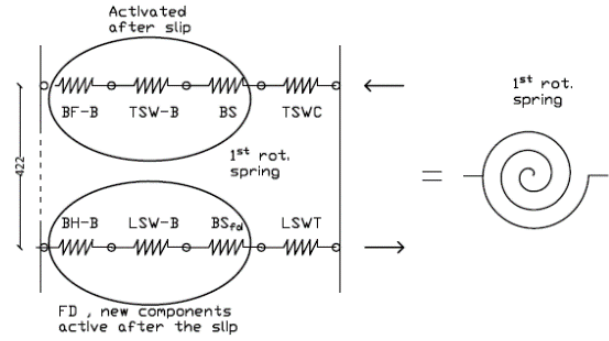 Activated
after slip
BF-B TSW-B BS TSWC
1st rot.
spring
422
1st rot.
spring
=
BH-B LSW-B BSfd LSWT
FD , new components
active after the slip